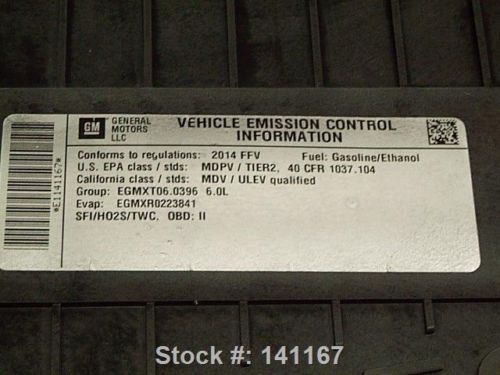 GM
GENERAL MOTORS LLC
VEHICLE EMISSION CONTROL INFORMATION
Conforms to regulations: 2014 FFV Fuel: Gasoline/Ethanol
U.S. EPA class / stds: MDPV / TIER2, 40 CFR 1037.104
California class / stds: MDV / ULEV qualified
Group: EGMXT06.0396 6.0L
Evap: EGMXR0223841
SFI/HO2S/TWC, OBD: II
*E1141167*
Stock #: 141167